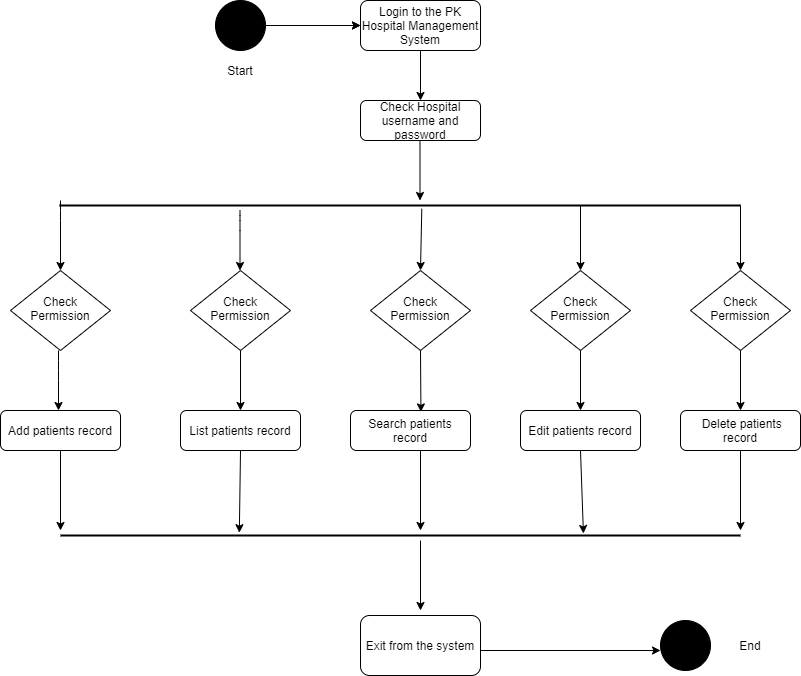 Login to the PK
Hospital Management
System
Start
Check Hospital
username and
password
Check
Permission
Check
Permission
Check
Permission
Check
Permission
Check
Permission
Add patients record
List patients record
Search patients
record
Edit patients record
Delete patients
record
Exit from the system
End